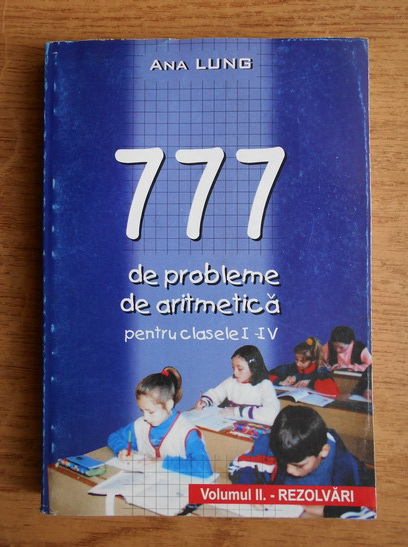 ANA LUNG
777
de probleme
de aritmetică
pentru clasele I-IV
Volumul II. - REZOLVĂRI